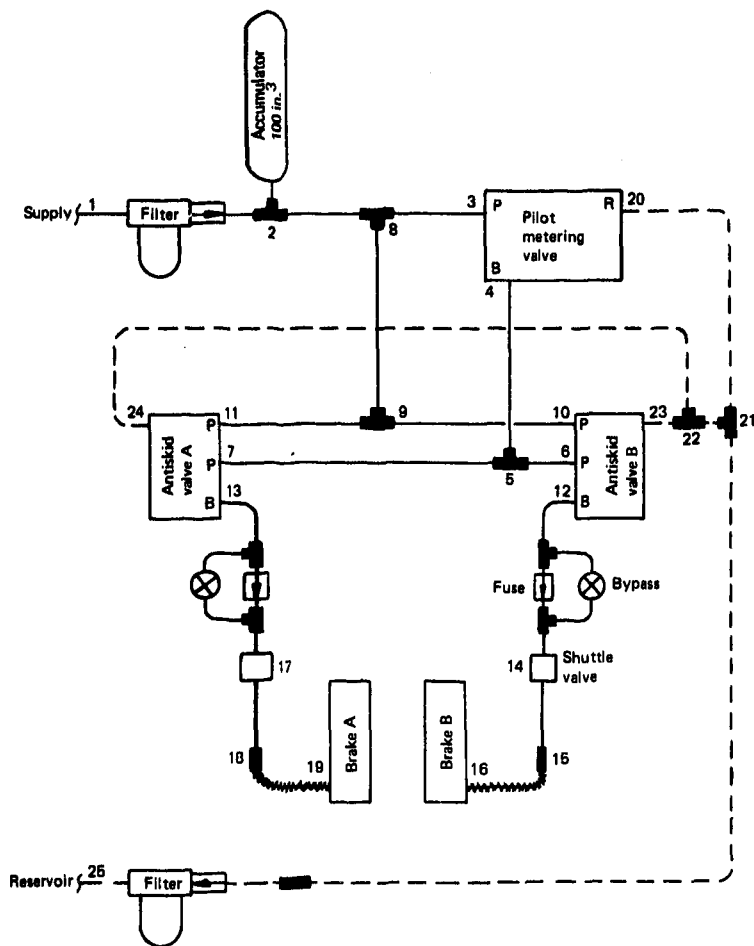 Accumulator
100 in.3
Supply
1
Filter
2
8
3
P
R
20
Pilot
metering
valve
B
4
24
11
P
9
10
P
23
22
21
Antiskid
valve A
7
P
5
6
P
Antiskid
valve B
13
B
12
B
Fuse
Bypass
17
14
Shuttle
valve
18
19
Brake A
Brake B
16
15
Reservoir
25
Filter